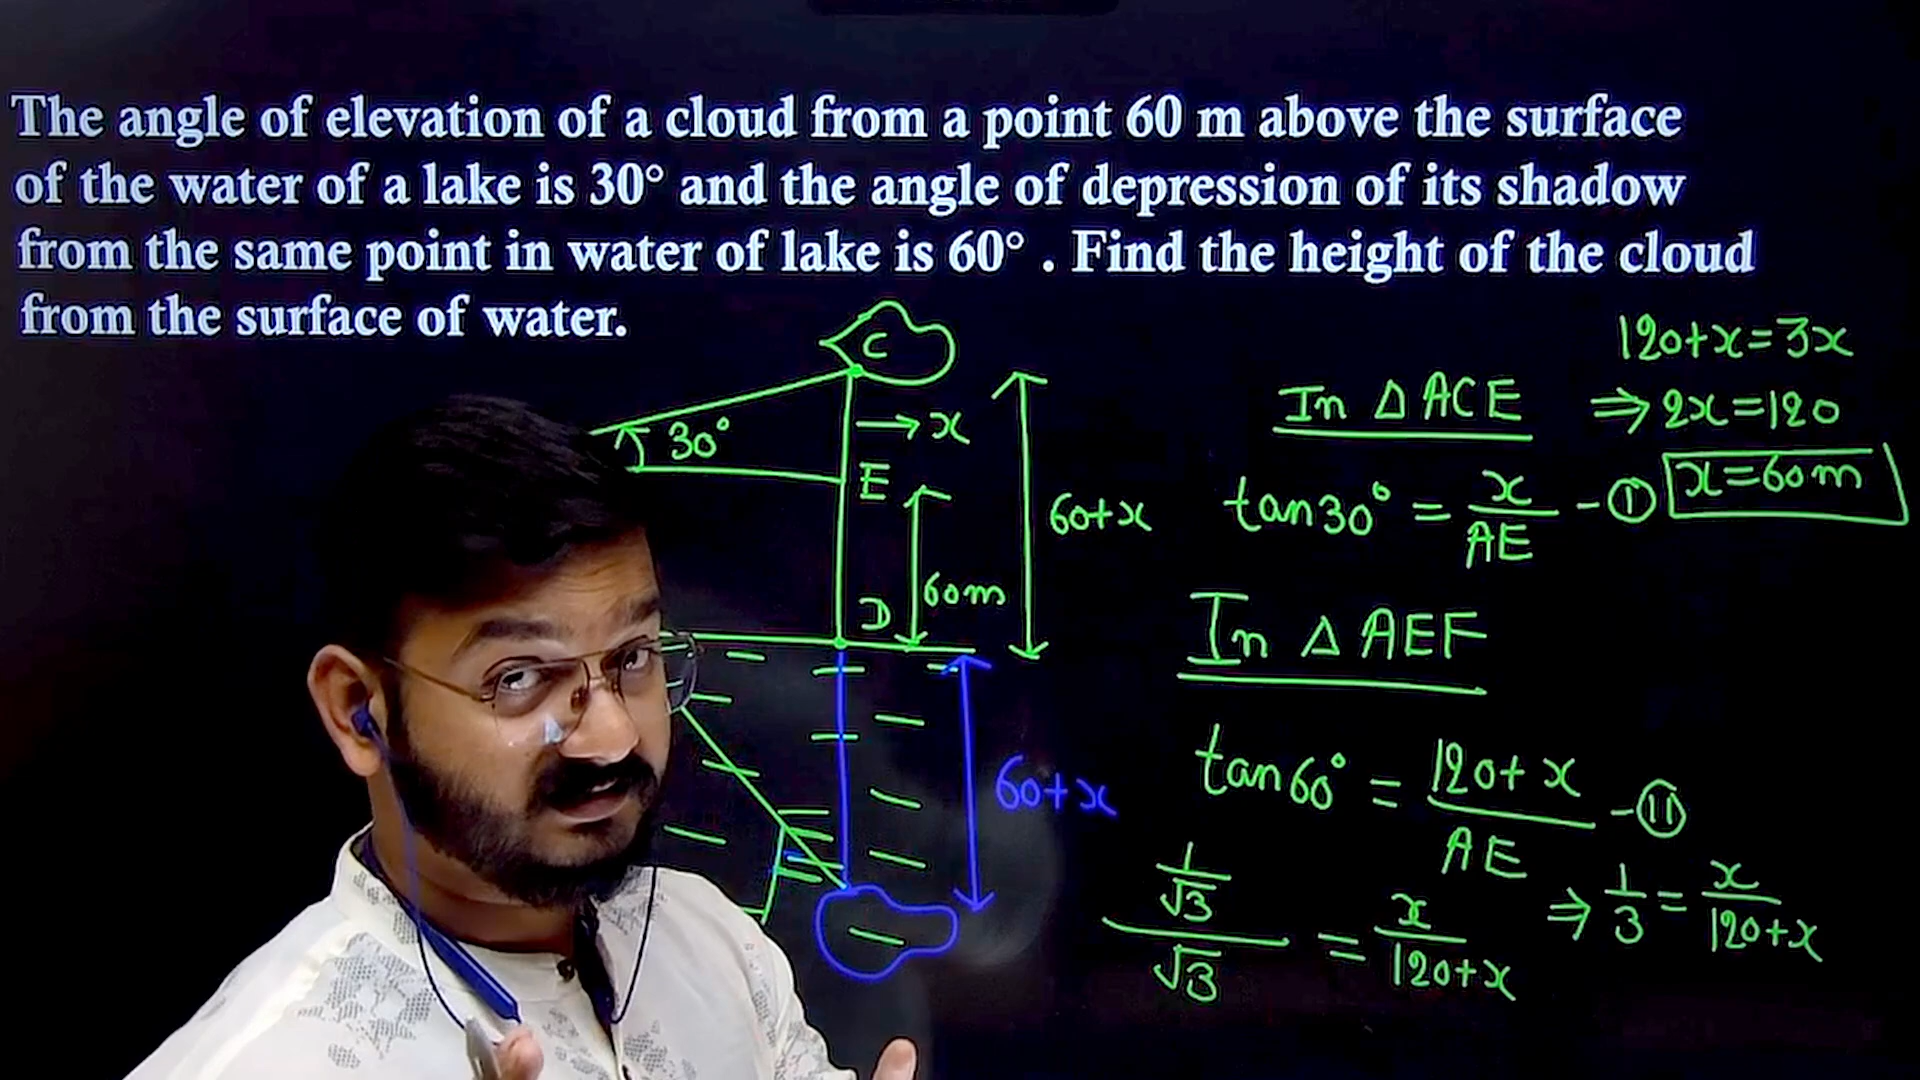 The angle of elevation of a cloud from a point 60 m above the surface
of the water of a lake is 30° and the angle of depression of its shadow
from the same point in water of lake is 60° . Find the height of the cloud
from the surface of water.
C
30°
→ x
E
60m
D
60+x
60+x
In △ ACE
tan30° = x/AE - ①
In △ AEF
tan60° = 120+x/AE - ⑪
1/√3/√3 = x/120+x
⇒ 1/3 = x/120+x
120+x=3x
⇒ 2x=120
x=60m